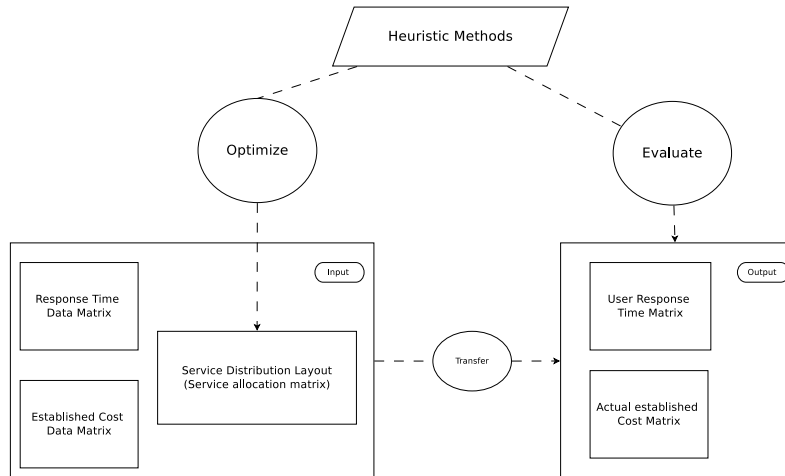 Heuristic Methods
Optimize
Evaluate
Input
Response Time
Data Matrix
Service Distribution Layout
(Service allocation matrix)
Established Cost
Data Matrix
Transfer
Output
User Response
Time Matrix
Actual established
Cost Matrix